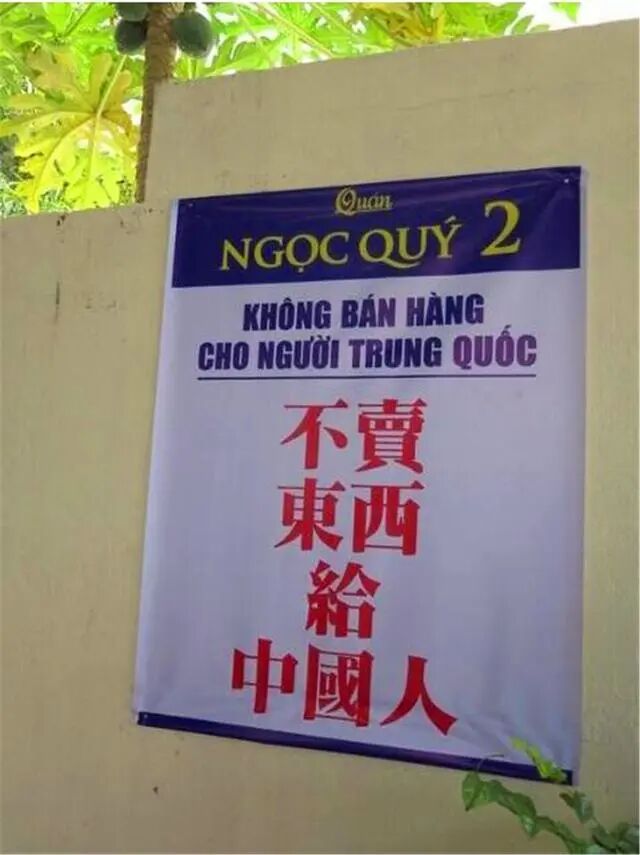 Quán
NGỌC QUÝ 2
KHÔNG BÁN HÀNG
CHO NGƯỜI TRUNG QUỐC
不賣
東西
給
中國人